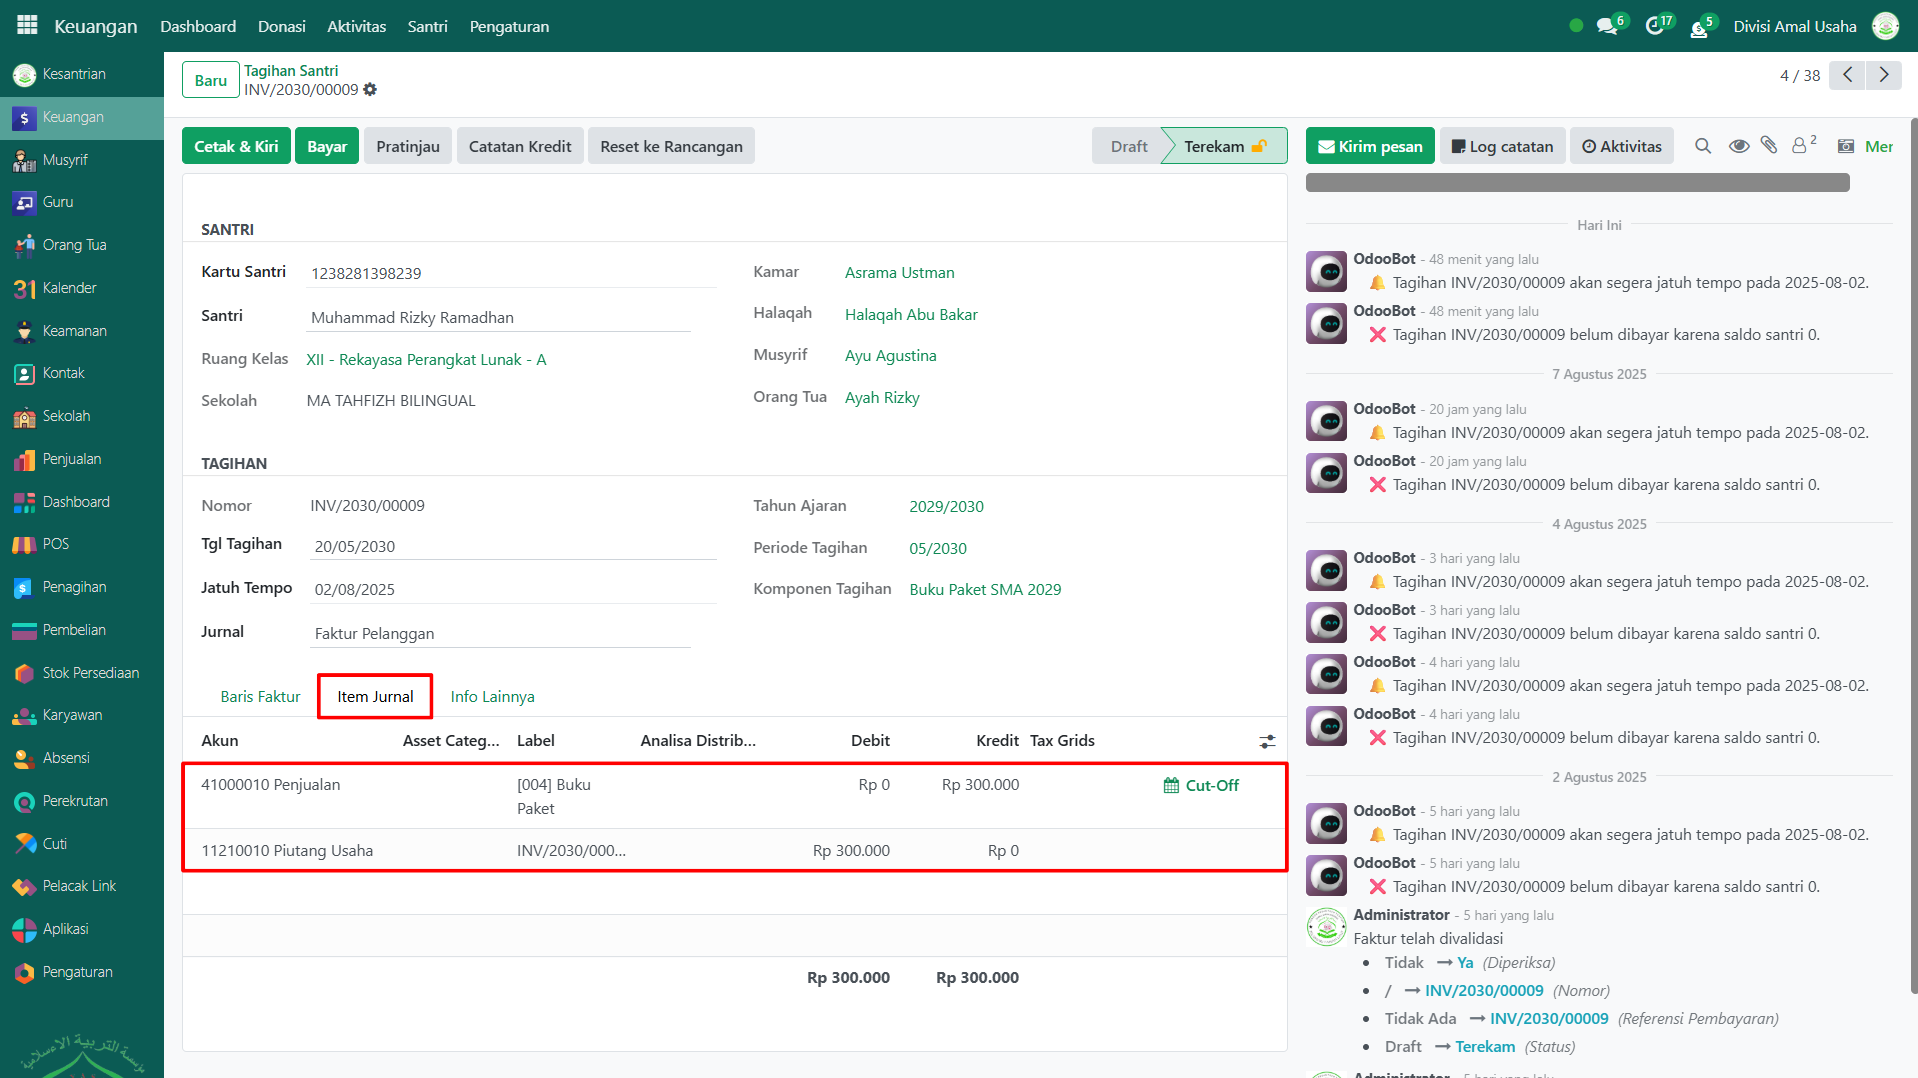 Keuangan
Dashboard
Donasi
Aktivitas
Santri
Pengaturan
6
17
5
Divisi Amal Usaha
Kesantrian
Keuangan
Musyrif
Guru
Orang Tua
31 Kalender
Keamanan
Kontak
Sekolah
Penjualan
Dashboard
POS
Penagihan
Pembelian
Stok Persediaan
Karyawan
Absensi
Perekrutan
Cuti
Pelacak Link
Aplikasi
Pengaturan
Baru
Tagihan Santri
INV/2030/00009
4 / 38
Cetak & Kiri
Bayar
Pratinjau
Catatan Kredit
Reset ke Rancangan
Draft
Terekam
Kirim pesan
Log catatan
Aktivitas
2
Mer
SANTRI
Kartu Santri 1238281398239
Santri Muhammad Rizky Ramadhan
Ruang Kelas XII - Rekayasa Perangkat Lunak - A
Sekolah MA TAHFIZH BILINGUAL
Kamar Asrama Ustman
Halaqah Halaqah Abu Bakar
Musyrif Ayu Agustina
Orang Tua Ayah Rizky
TAGIHAN
Nomor INV/2030/00009
Tgl Tagihan 20/05/2030
Jatuh Tempo 02/08/2025
Jurnal Faktur Pelanggan
Tahun Ajaran 2029/2030
Periode Tagihan 05/2030
Komponen Tagihan Buku Paket SMA 2029
Baris Faktur
Item Jurnal
Info Lainnya
Akun Asset Categ... Label Analisa Distrib... Debit Kredit Tax Grids
41000010 Penjualan [004] Buku Paket Rp 0 Rp 300.000 Cut-Off
11210010 Piutang Usaha INV/2030/000... Rp 300.000 Rp 0
Rp 300.000 Rp 300.000
Hari Ini
OdooBot - 48 menit yang lalu
Tagihan INV/2030/00009 akan segera jatuh tempo pada 2025-08-02.
OdooBot - 48 menit yang lalu
Tagihan INV/2030/00009 belum dibayar karena saldo santri 0.
7 Agustus 2025
OdooBot - 20 jam yang lalu
Tagihan INV/2030/00009 akan segera jatuh tempo pada 2025-08-02.
OdooBot - 20 jam yang lalu
Tagihan INV/2030/00009 belum dibayar karena saldo santri 0.
4 Agustus 2025
OdooBot - 3 hari yang lalu
Tagihan INV/2030/00009 akan segera jatuh tempo pada 2025-08-02.
OdooBot - 3 hari yang lalu
Tagihan INV/2030/00009 belum dibayar karena saldo santri 0.
OdooBot - 4 hari yang lalu
Tagihan INV/2030/00009 akan segera jatuh tempo pada 2025-08-02.
OdooBot - 4 hari yang lalu
Tagihan INV/2030/00009 belum dibayar karena saldo santri 0.
2 Agustus 2025
OdooBot - 5 hari yang lalu
Tagihan INV/2030/00009 akan segera jatuh tempo pada 2025-08-02.
OdooBot - 5 hari yang lalu
Tagihan INV/2030/00009 belum dibayar karena saldo santri 0.
Administrator - 5 hari yang lalu
Faktur telah divalidasi
• Tidak → Ya (Diperiksa)
• / → INV/2030/00009 (Nomor)
• Tidak Ada → INV/2030/00009 (Referensi Pembayaran)
• Draft → Terekam (Status)
Administrator - 5 hari yang lalu